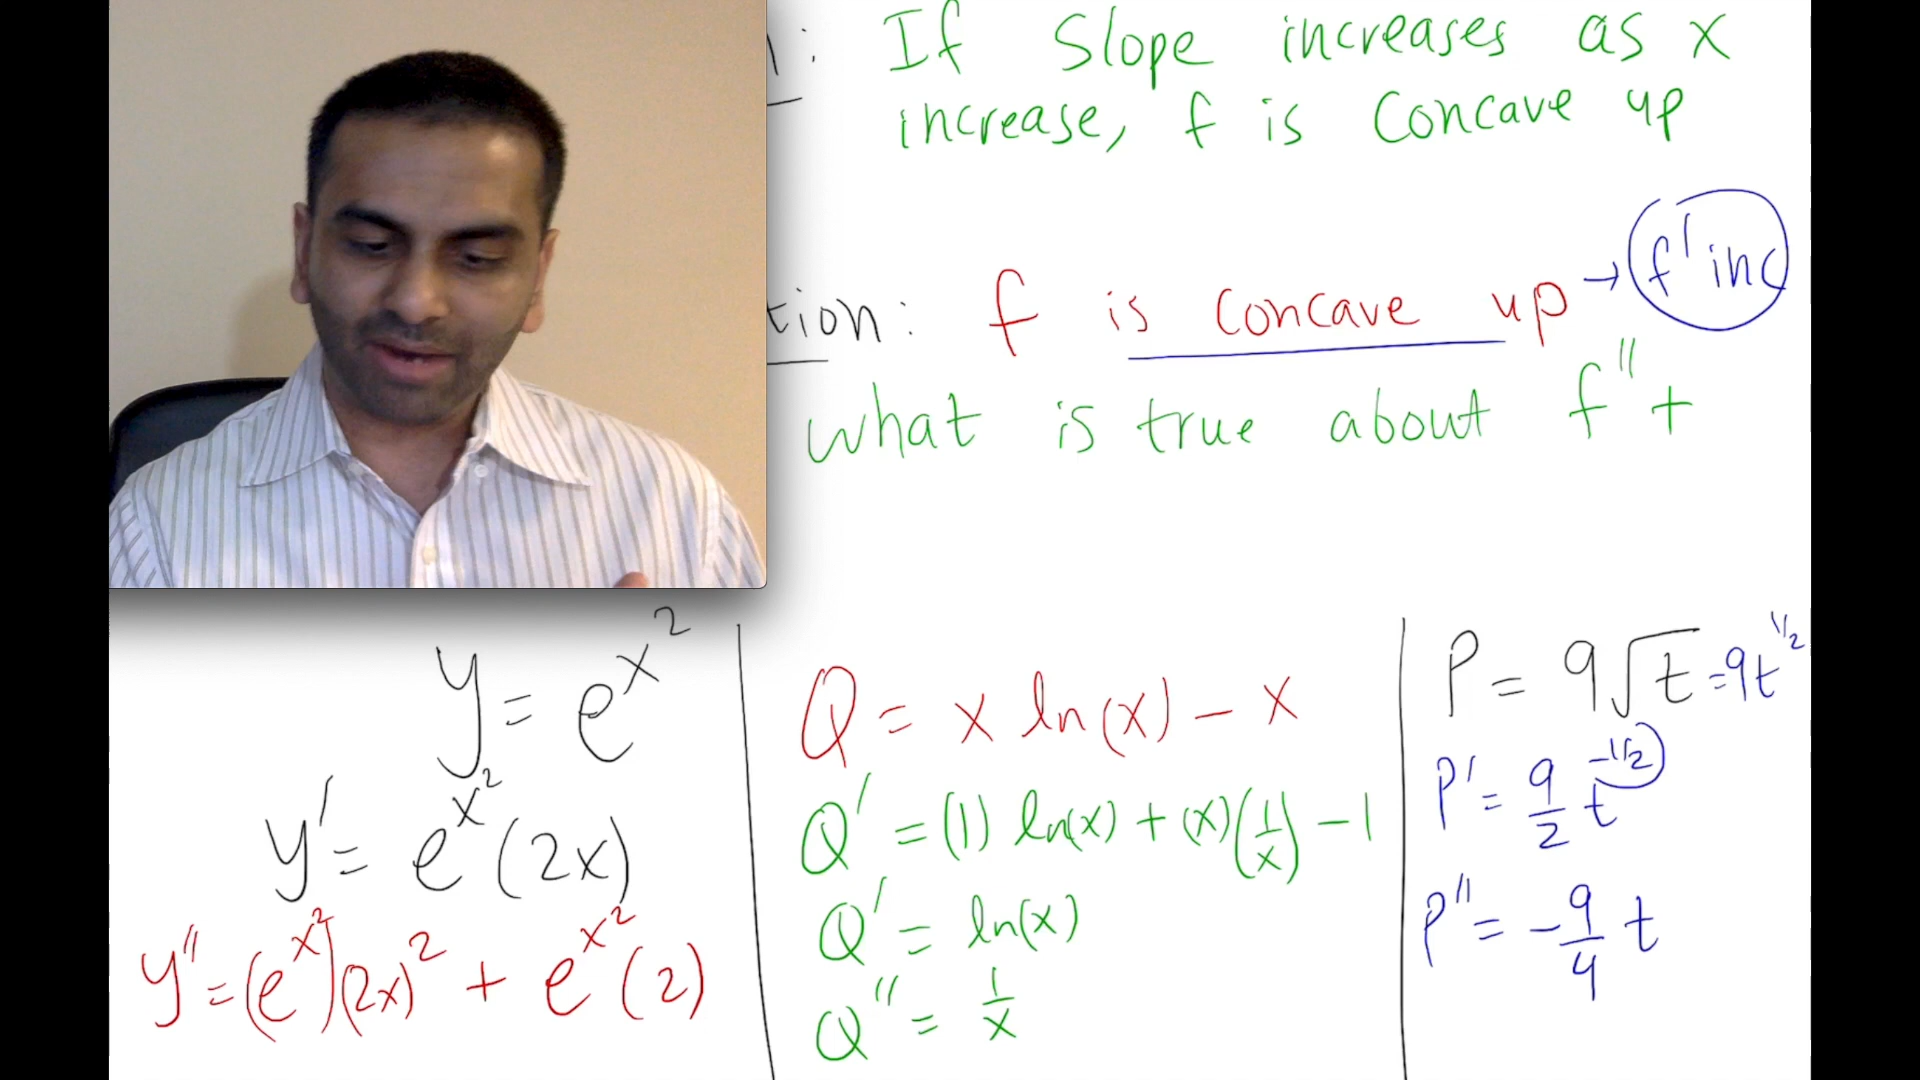 : If Slope increases as x
increase, f is Concave up
tion: f is concave up → f' inc
what is true about f'' +
y = e^{x^2}
y' = e^{x^2}(2x)
y'' = (e^{x^2})(2x)^2 + e^{x^2}(2)
Q = x ln(x) - x
Q' = (1) ln(x) + (x)(1/x) - 1
Q' = ln(x)
Q'' = 1/x
P = 9√t = 9t^{1/2}
P' = 9/2 t^{-1/2}
P'' = -9/4 t